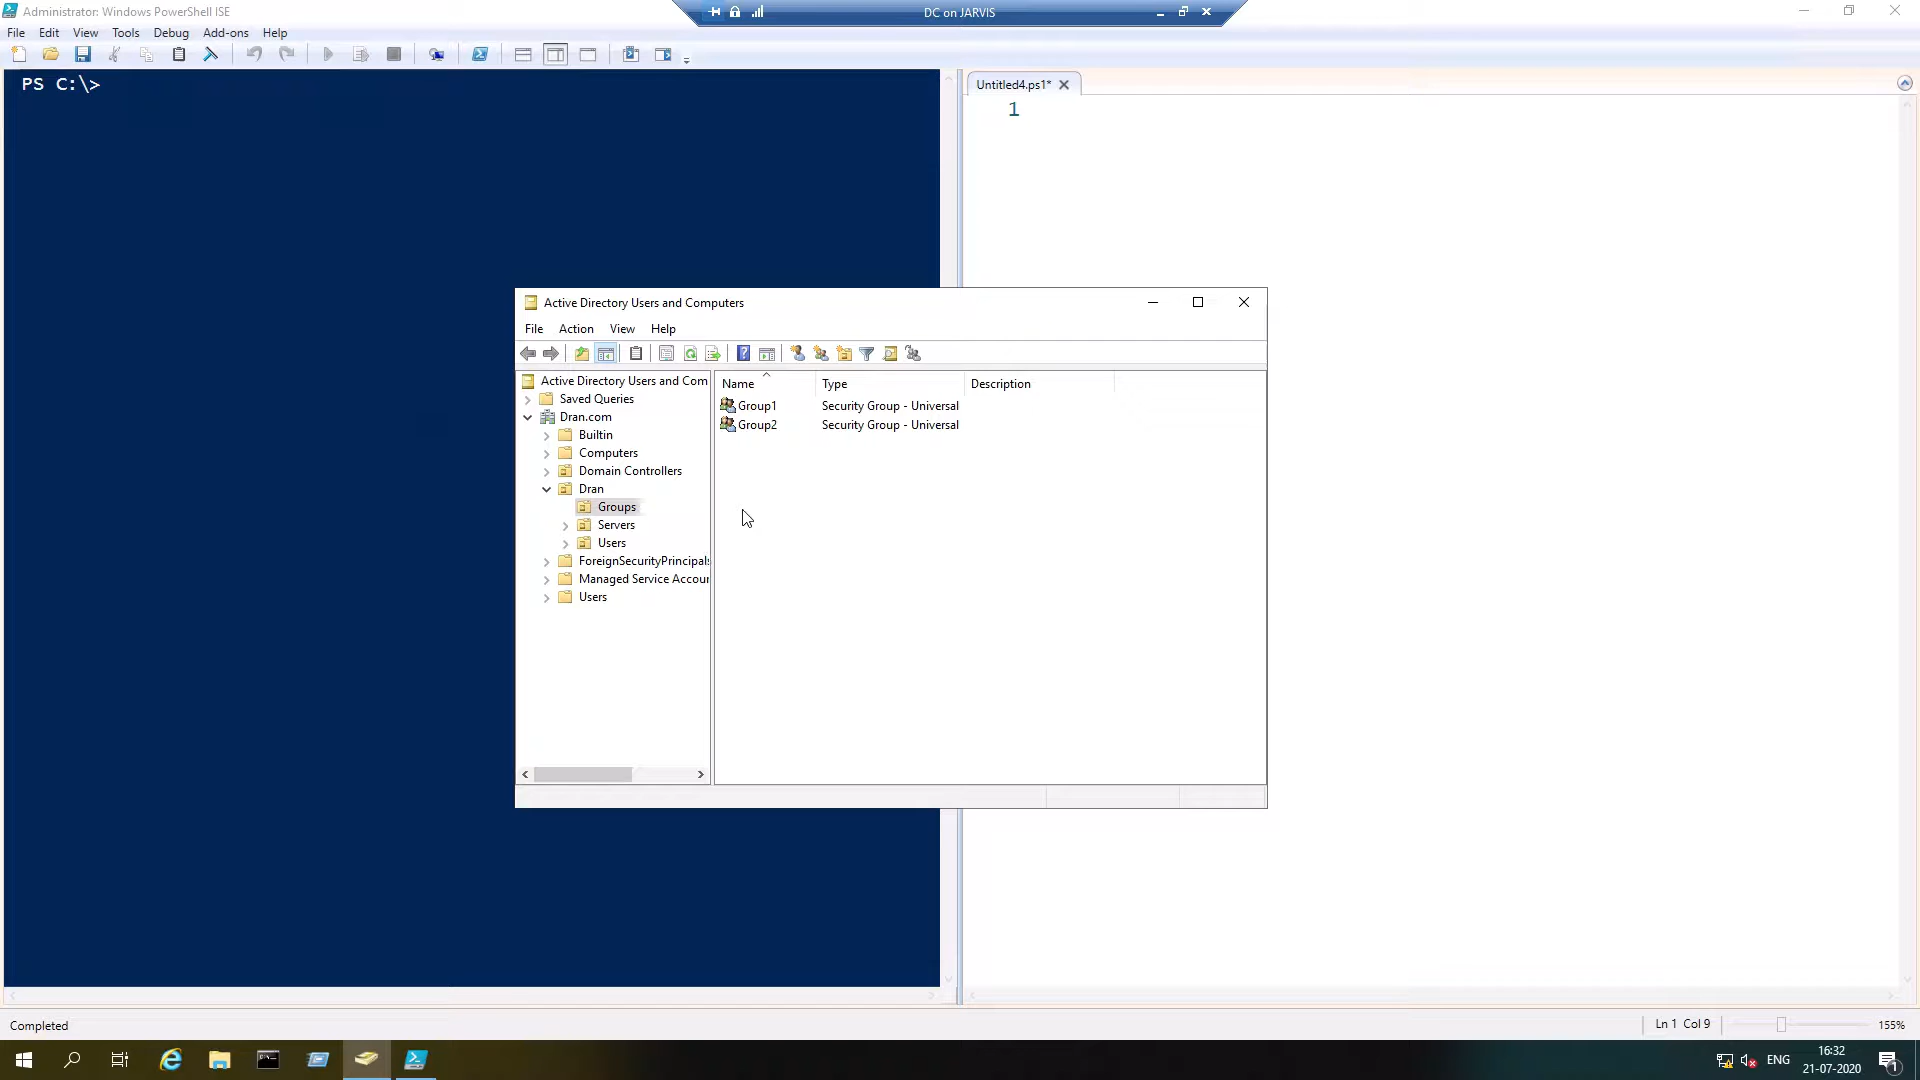 Administrator: Windows PowerShell ISE
DC on JARVIS
File Edit View Tools Debug Add-ons Help
PS C:\>
Untitled4.ps1*
1
Active Directory Users and Computers
File Action View Help
Active Directory Users and Com
Saved Queries
Dran.com
Builtin
Computers
Domain Controllers
Dran
Groups
Servers
Users
ForeignSecurityPrincipals
Managed Service Accour
Users
Name Type Description
Group1 Security Group - Universal
Group2 Security Group - Universal
Completed
Ln 1 Col 9
155%
ENG
16:32
21-07-2020
1